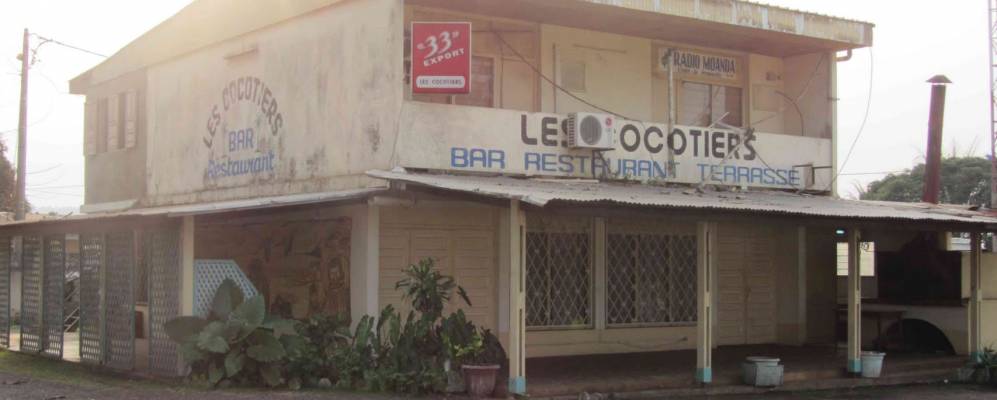 LES COCOTIERS
BAR
Restaurant
"33"
EXPORT
LES COCOTIERS
RADIO MOANDA
LES COCOTIERS
BAR RESTAURANT TERRASSE